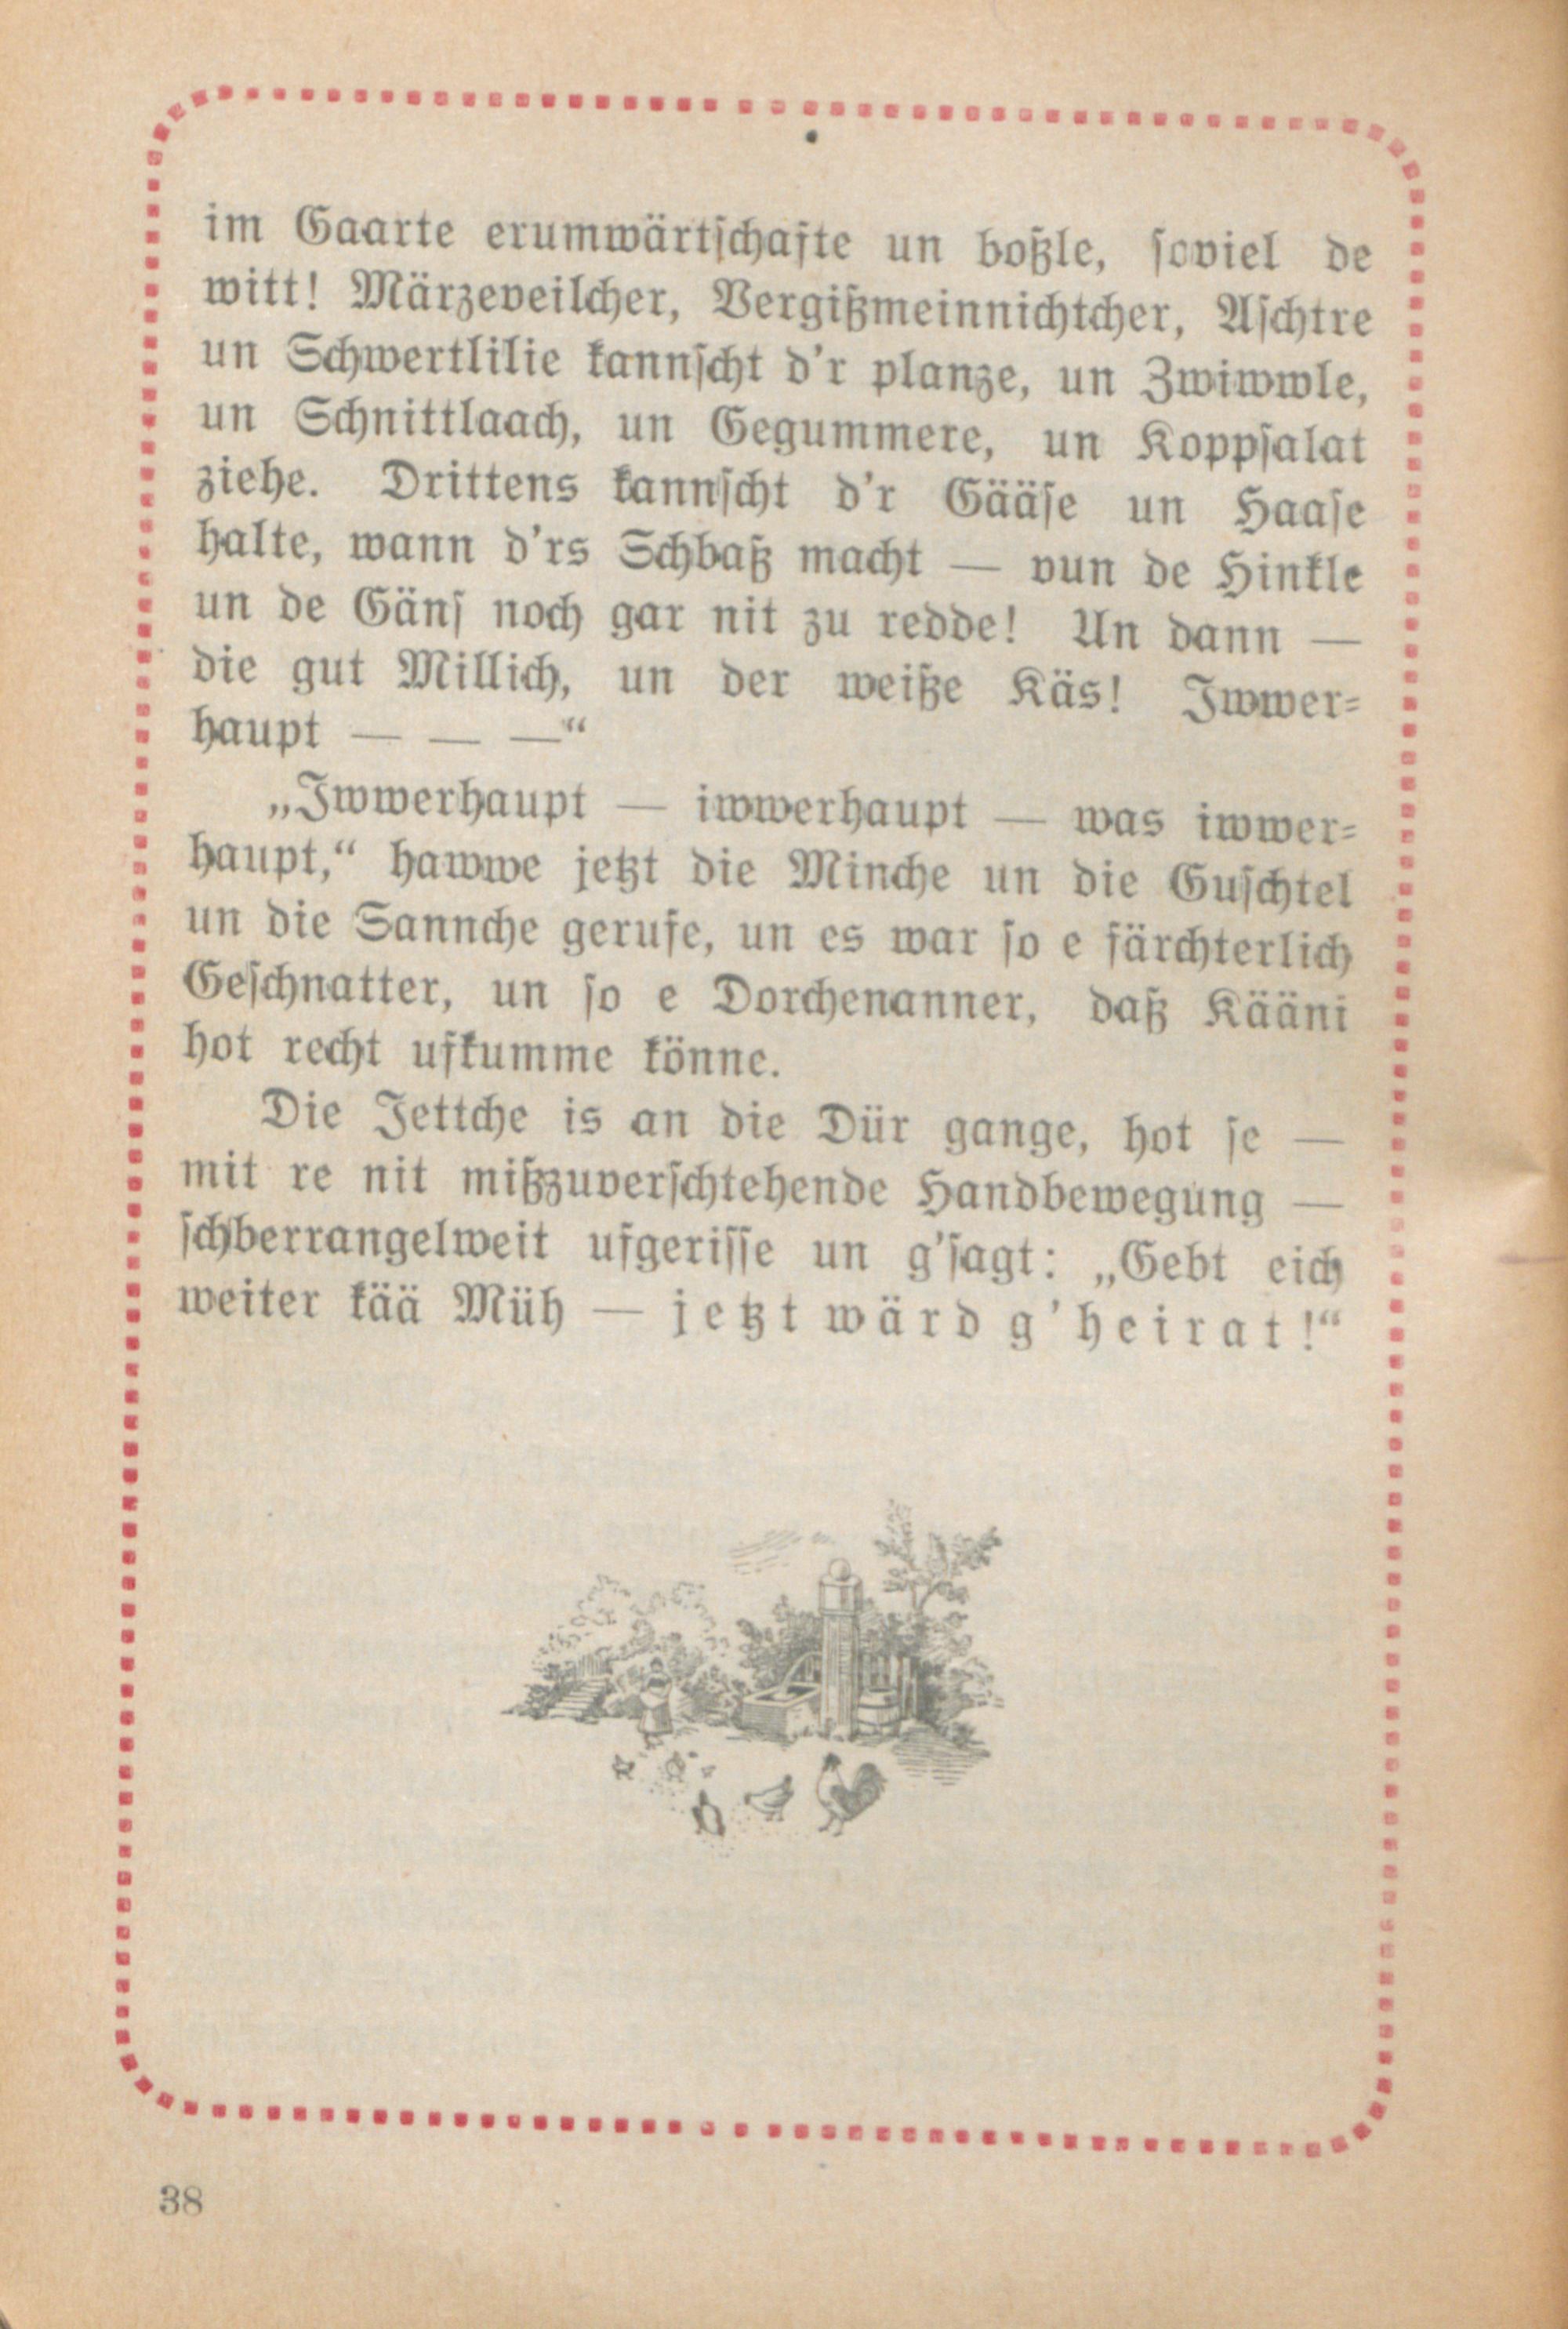 im Gaarte erumwärtschafte un boßle, soviel de
witt! Märzeveilcher, Vergißmeinnichtcher, Aschtre
un Schwertlilie kannscht d'r planze, un Zwiwwle,
un Schnittlaach, un Gegummere, un Koppsalat
ziehe. Drittens kannscht d'r Gääse un Haase
halte, wann d'rs Schbaß macht — vun de Hinkle
un de Gäns noch gar nit zu redde! Un dann —
die gut Millich, un der weiße Käs! Iwwer-
haupt — — —“
„Iwwerhaupt — iwwerhaupt — was iwwer-
haupt,“ hawwe jetzt die Minche un die Guschtel
un die Sannche gerufe, un es war so e färchterlich
Geschnatter, un so e Dorchenanner, daß Kääni
hot recht ufkumme könne.
Die Jettche is an die Dür gange, hot se —
mit re nit mißzuverschtehende Handbewegung —
schberrangelweit ufgerisse un g'sagt: „Gebt eich
weiter kää Müh — jetzt wärd g'heirat!“
38